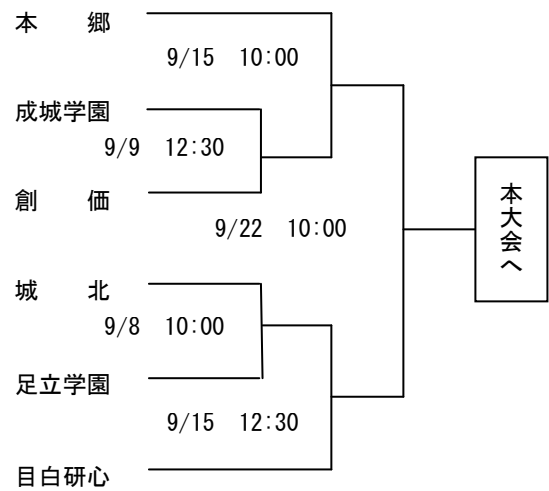 本　　郷
9/15　10:00
成城学園
9/9　12:30
創　　価
9/22　10:00
本大会へ
城　　北
9/8　10:00
足立学園
9/15　12:30
目白研心